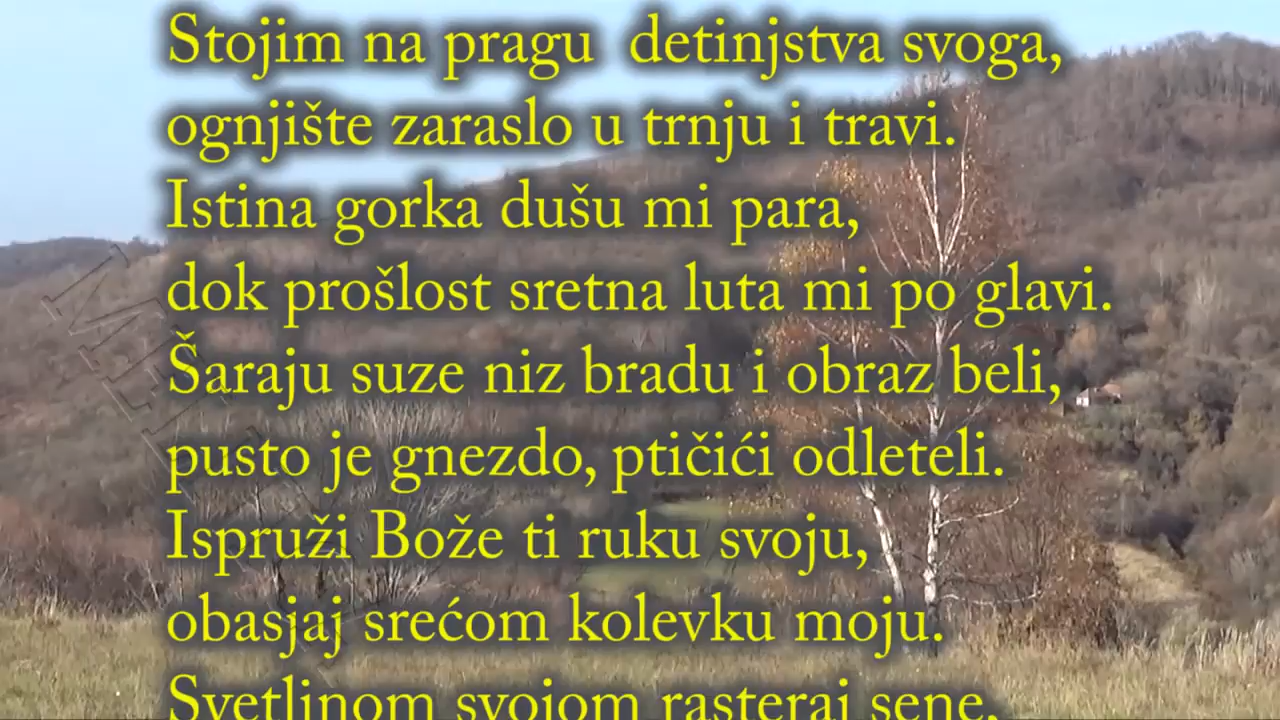 Stojim na pragu detinjstva svoga,
ognjište zaraslo u trnju i travi.
Istina gorka dušu mi para,
dok prošlost sretna luta mi po glavi.
Šaraju suze niz bradu i obraz beli,
pusto je gnezdo, ptičići odleteli.
Ispruži Bože ti ruku svoju,
obasjaj srećom kolevku moju.
Svetlinom svojom rasteraj sene,